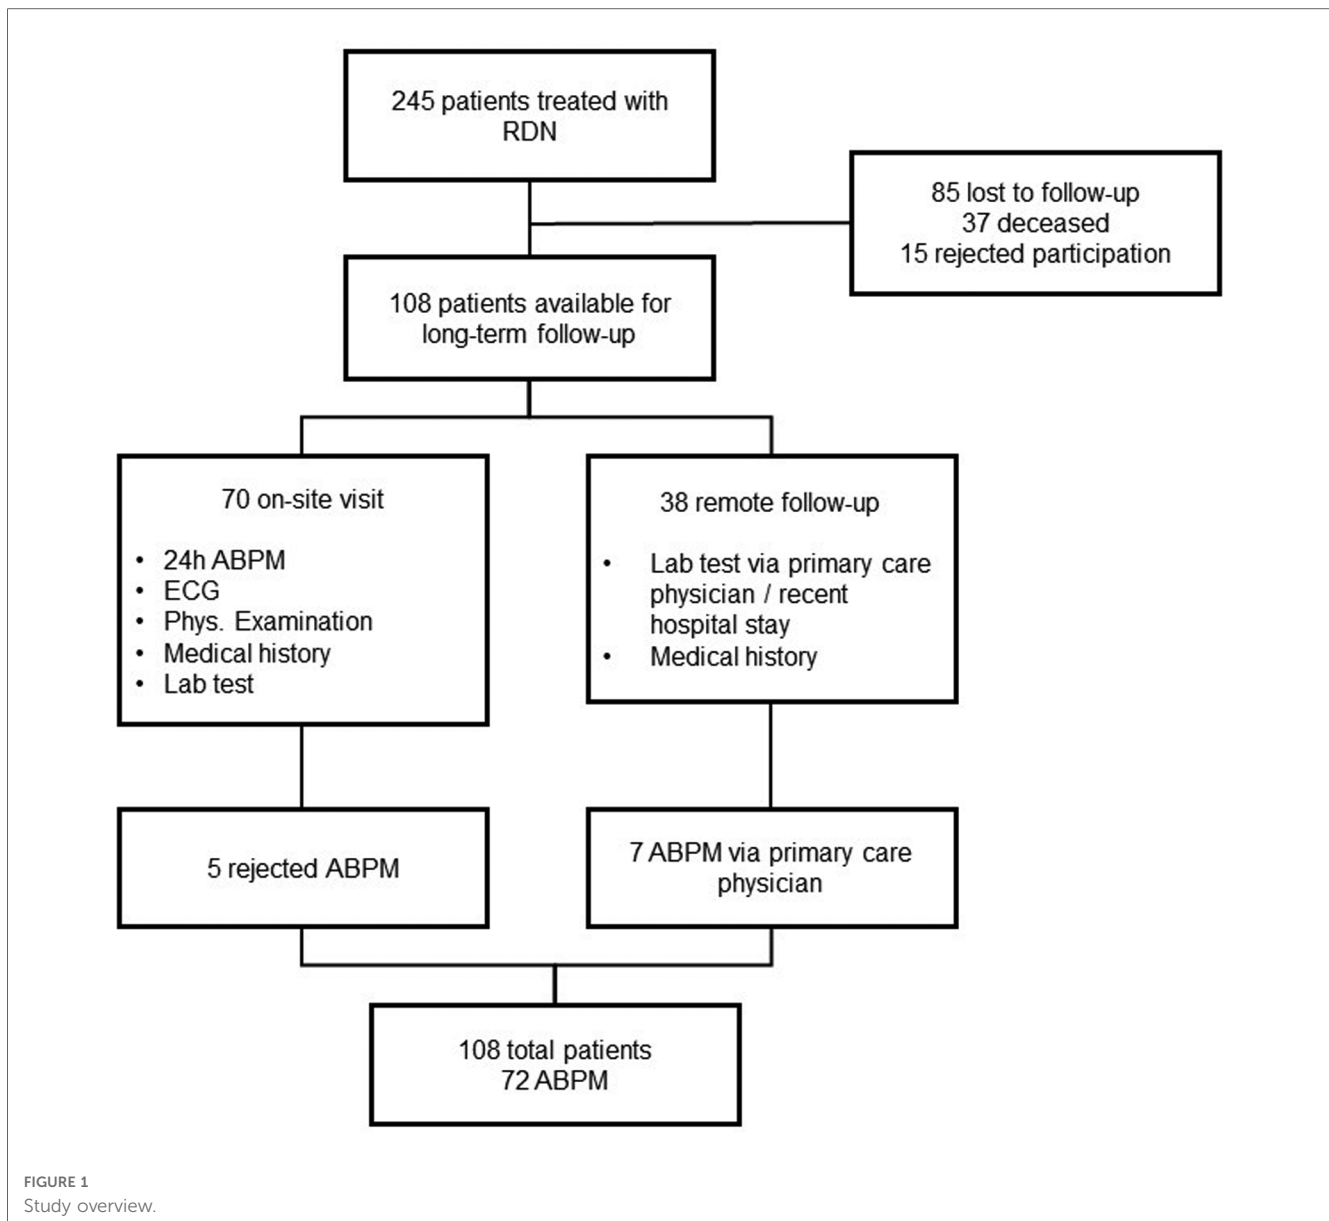 245 patients treated with
RDN
85 lost to follow-up
37 deceased
15 rejected participation
108 patients available for
long-term follow-up
70 on-site visit
• 24h ABPM
• ECG
• Phys. Examination
• Medical history
• Lab test
38 remote follow-up
• Lab test via primary care
physician / recent
hospital stay
• Medical history
5 rejected ABPM
7 ABPM via primary care
physician
108 total patients
72 ABPM
FIGURE 1
Study overview.